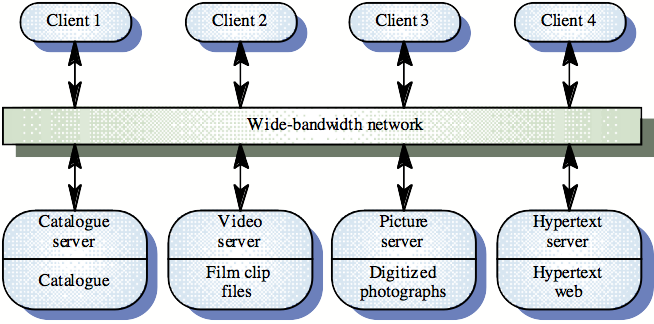 Client 1
Client 2
Client 3
Client 4
Wide-bandwidth network
Catalogue
server
Catalogue
Video
server
Film clip
files
Picture
server
Digitized
photographs
Hypertext
server
Hypertext
web